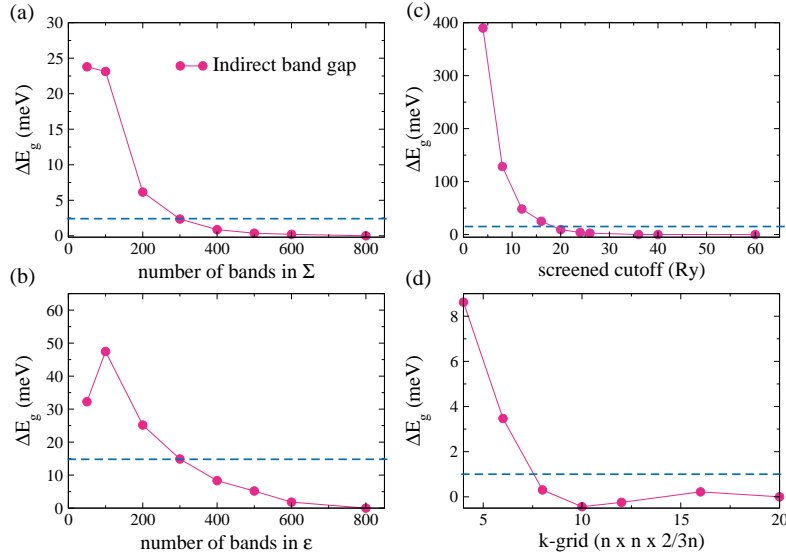 (a)
30
25
20
15
10
5
0
ΔE_g (meV)
Indirect band gap
0 200 400 600 800
number of bands in Σ
(c)
400
300
200
100
0
ΔE_g (meV)
0 10 20 30 40 50 60
screened cutoff (Ry)
(b)
60
50
40
30
20
10
0
ΔE_g (meV)
0 200 400 600 800
number of bands in ε
(d)
8
6
4
2
0
ΔE_g (meV)
5 10 15 20
k-grid (n x n x 2/3n)